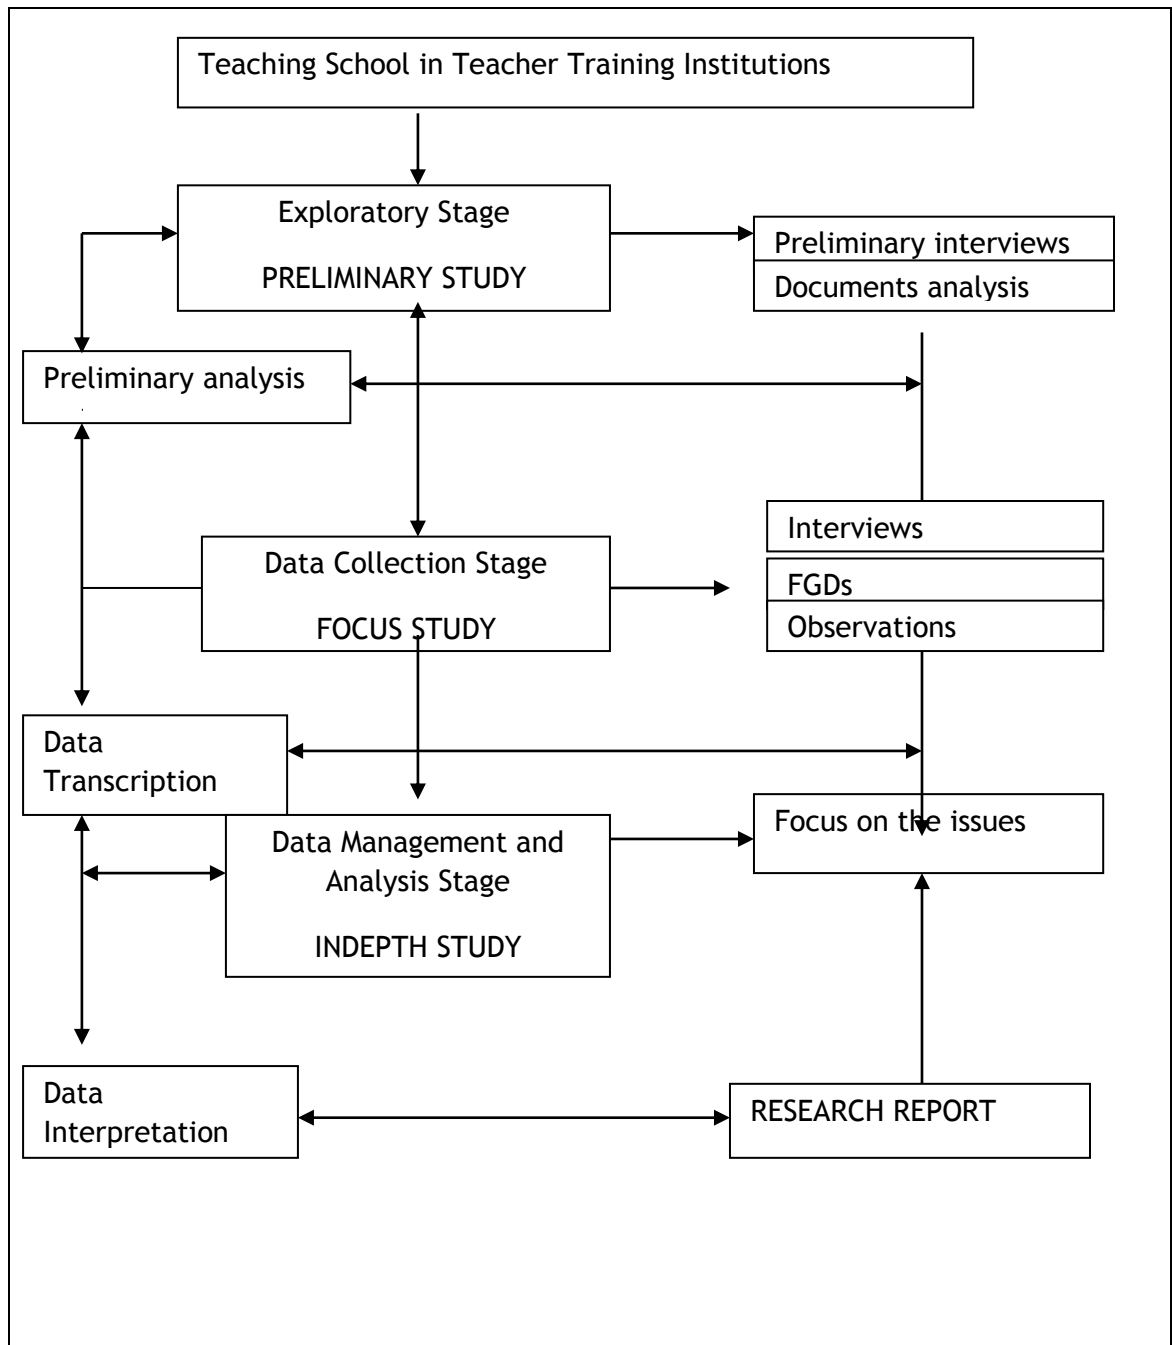 Teaching School in Teacher Training Institutions
Exploratory Stage
PRELIMINARY STUDY
Preliminary interviews
Documents analysis
Preliminary analysis
Interviews
Data Collection Stage
FOCUS STUDY
FGDs
Observations
Data
Transcription
Data Management and
Analysis Stage
INDEPTH STUDY
Focus on the issues
Data
Interpretation
RESEARCH REPORT